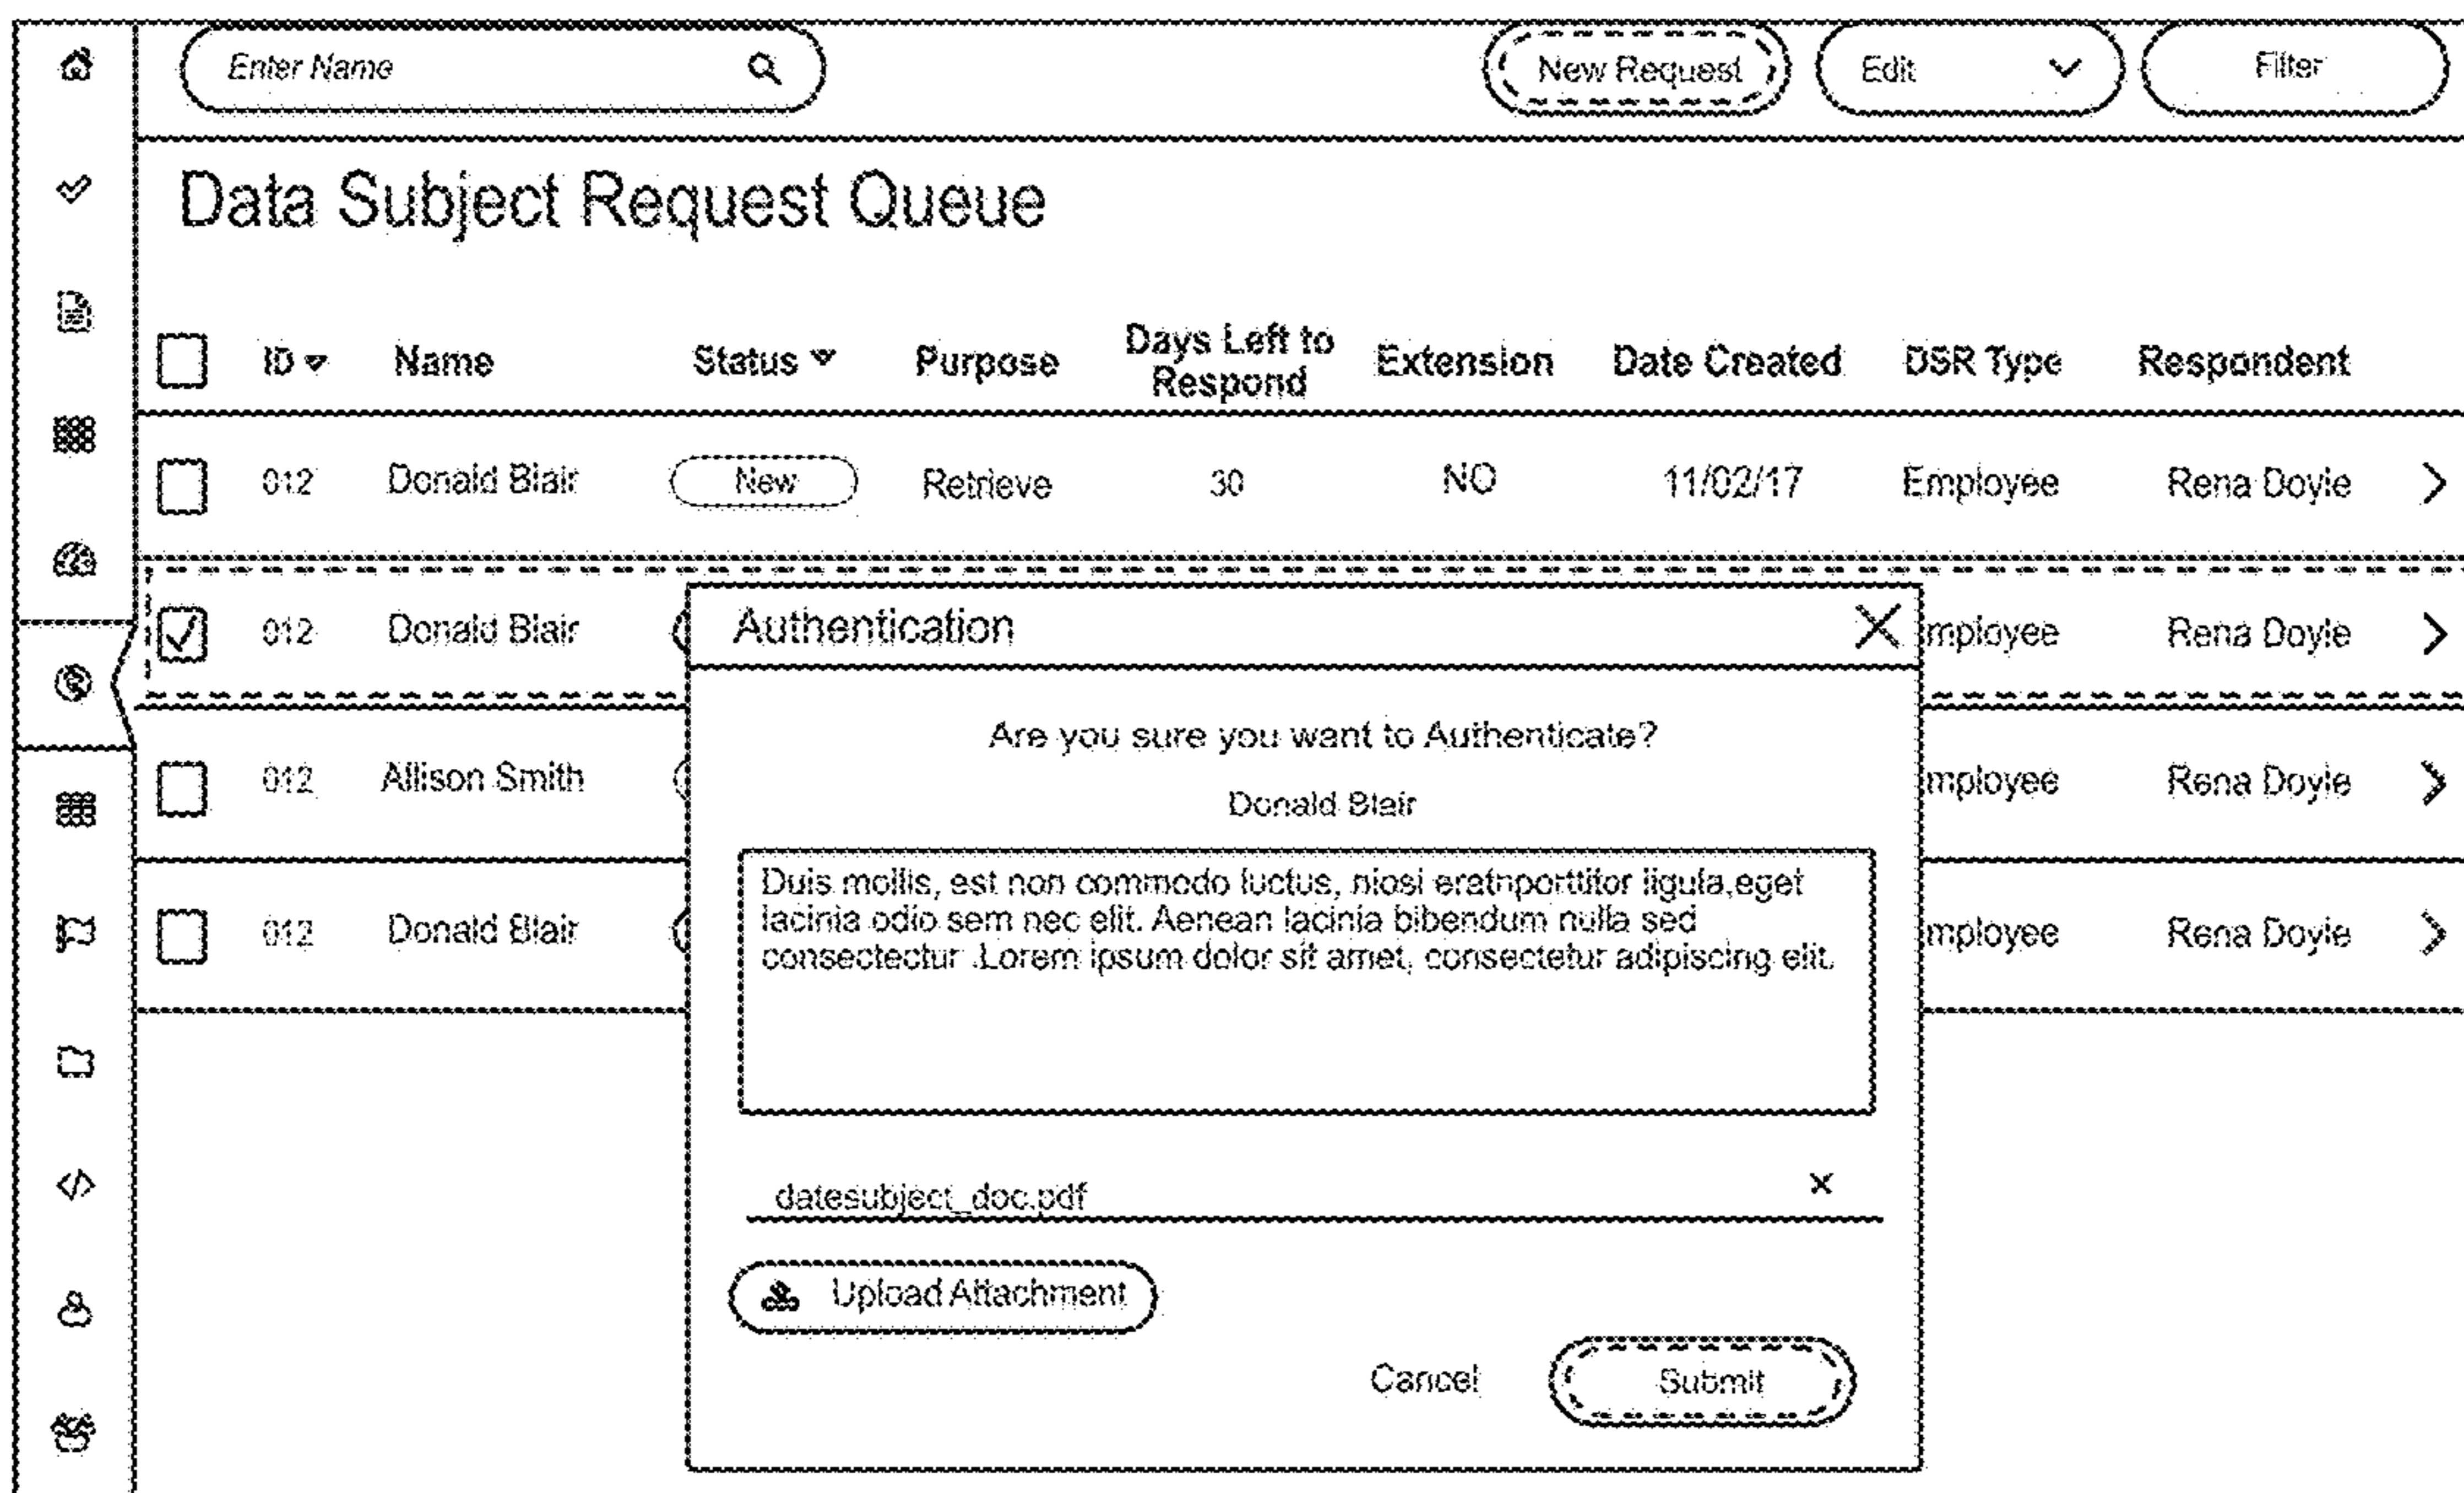 Enter Name New Request Edit Filter
Data Subject Request Queue
ID Name Status Purpose Days Left to Respond Extension Date Created DSR Type Respondent
012 Donald Blair New Retrieve 30 NO 11/02/17 Employee Rena Doyle
012 Donald Blair mployee Rena Doyle
012 Allison Smith mployee Rena Doyle
012 Donald Blair mployee Rena Doyle
Authentication
Are you sure you want to Authenticate?
Donald Blair
Duis mollis, est non commodo luctus, niosi eratnporttitor ligula,eget
lacinia odio sem nec elit. Aenean lacinia bibendum nulla sed
consectectur .Lorem ipsum dolor sit amet, consectetur adipiscing elit.
datesubject_doc.pdf
Upload Attachment
Cancel Submit